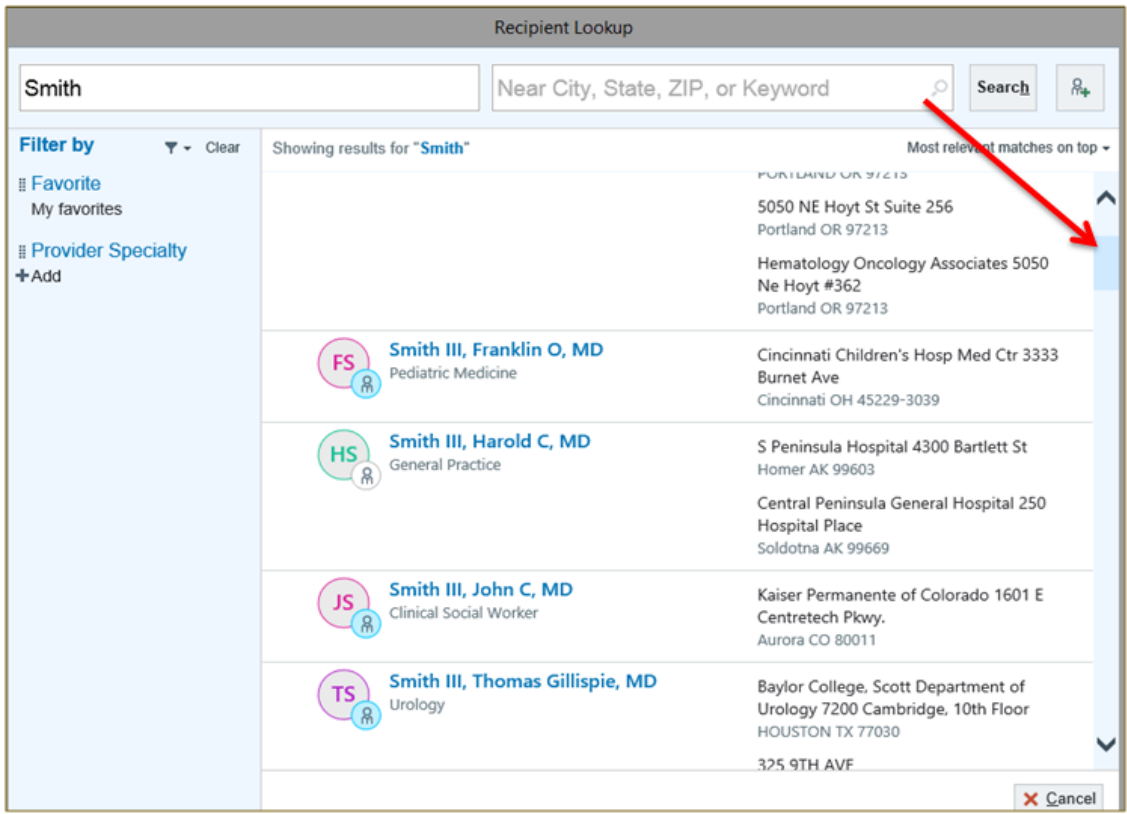 Recipient Lookup
Smith
Near City, State, ZIP, or Keyword
Search
Filter by
Clear
Showing results for "Smith"
Most relevant matches on top
Favorite
My favorites
Provider Specialty
Add
PORTLAND OR 97213
5050 NE Hoyt St Suite 256
Portland OR 97213
Hematology Oncology Associates 5050
Ne Hoyt #362
Portland OR 97213
FS
Smith III, Franklin O, MD
Pediatric Medicine
Cincinnati Children's Hosp Med Ctr 3333
Burnet Ave
Cincinnati OH 45229-3039
HS
Smith III, Harold C, MD
General Practice
S Peninsula Hospital 4300 Bartlett St
Homer AK 99603
Central Peninsula General Hospital 250
Hospital Place
Soldotna AK 99669
JS
Smith III, John C, MD
Clinical Social Worker
Kaiser Permanente of Colorado 1601 E
Centretech Pkwy.
Aurora CO 80011
TS
Smith III, Thomas Gillispie, MD
Urology
Baylor College, Scott Department of
Urology 7200 Cambridge, 10th Floor
HOUSTON TX 77030
325 9TH AVE
Cancel